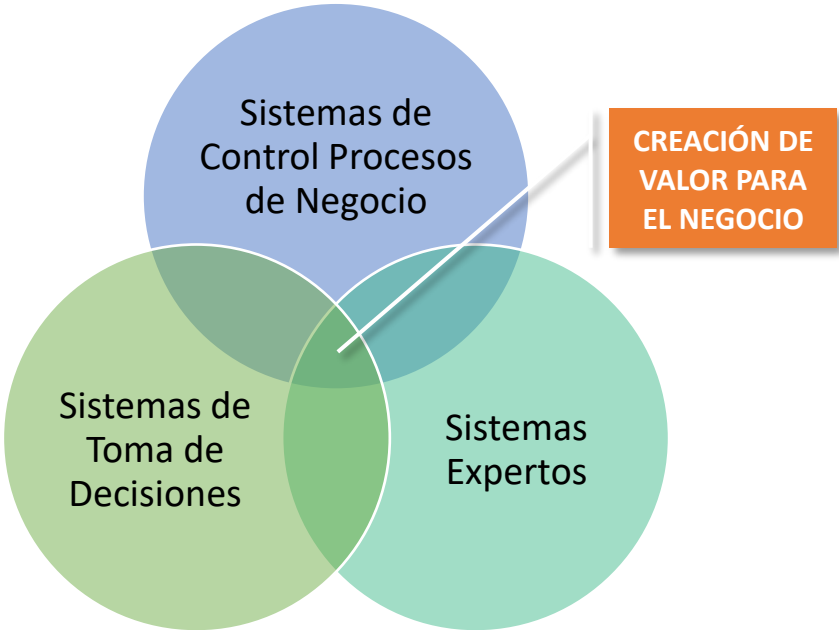 Sistemas de
Control Procesos
de Negocio
CREACIÓN DE
VALOR PARA
EL NEGOCIO
Sistemas de
Toma de
Decisiones
Sistemas
Expertos